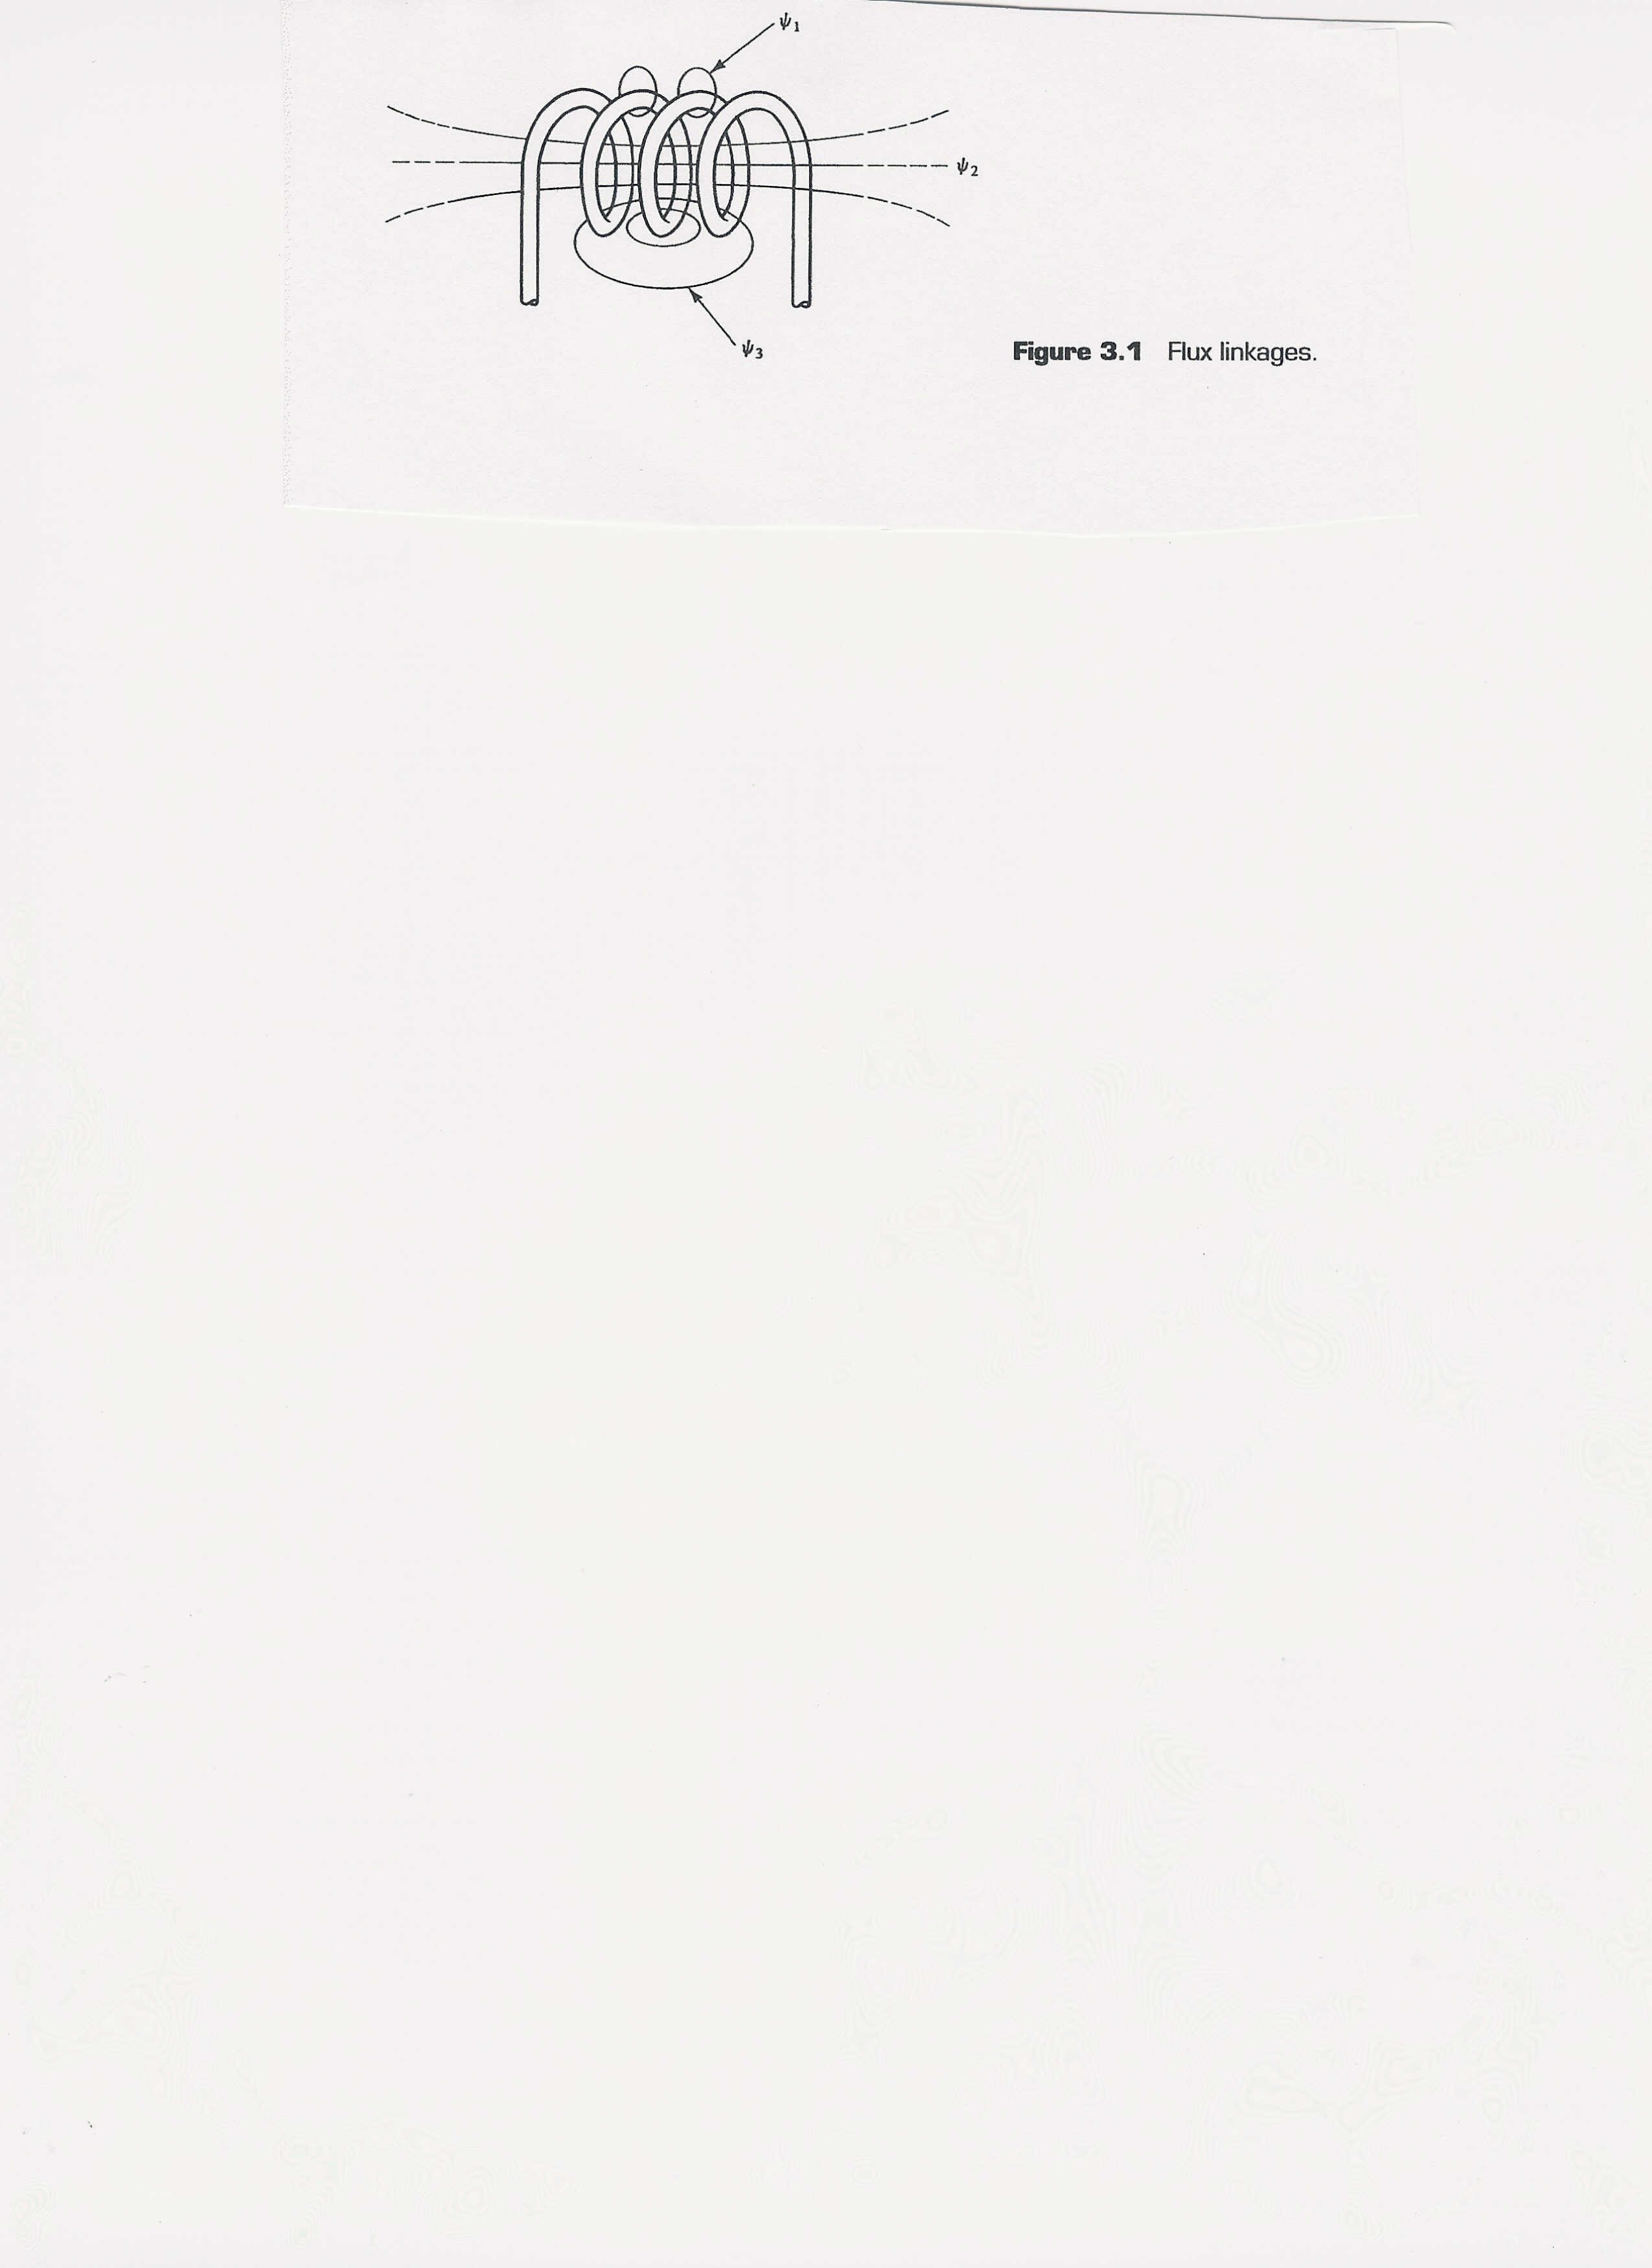 ψ1
ψ2
ψ3
Figure 3.1 Flux linkages.